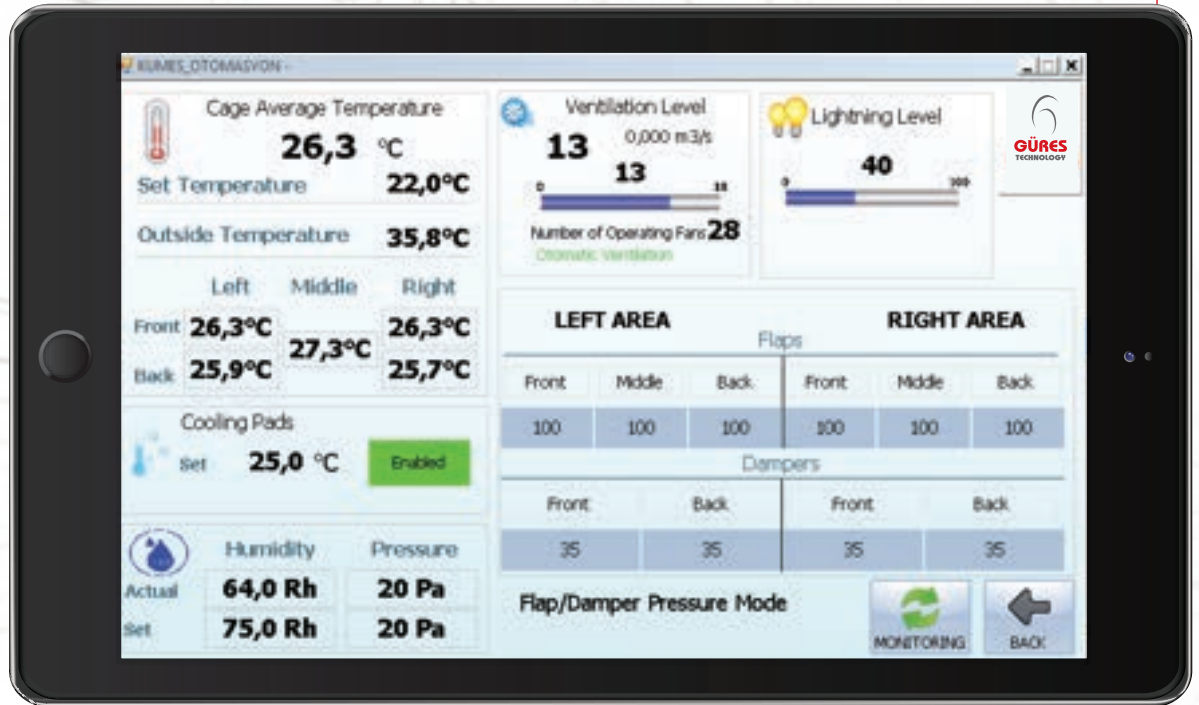 KUMES_OTOMASYON -
Cage Average Temperature
26,3 °C
Set Temperature 22,0°C
Outside Temperature 35,8°C
Left Middle Right
Front 26,3°C 26,3°C
27,3°C
Back 25,9°C 25,7°C
Cooling Pads
Set 25,0 °C Enabled
Humidity Pressure
Actual 64,0 Rh 20 Pa
Set 75,0 Rh 20 Pa
Ventilation Level
13 0,000 m3/s
13
0 18
Number of Operating Fans 28
Otomatic Ventilation
Lightning Level
40
0 100
GÜRES
TECHNOLOGY
LEFT AREA RIGHT AREA
Flaps
Front Middle Back Front Middle Back
100 100 100 100 100 100
Dampers
Front Back Front Back
35 35 35 35
Flap/Damper Pressure Mode
MONITORING
BACK